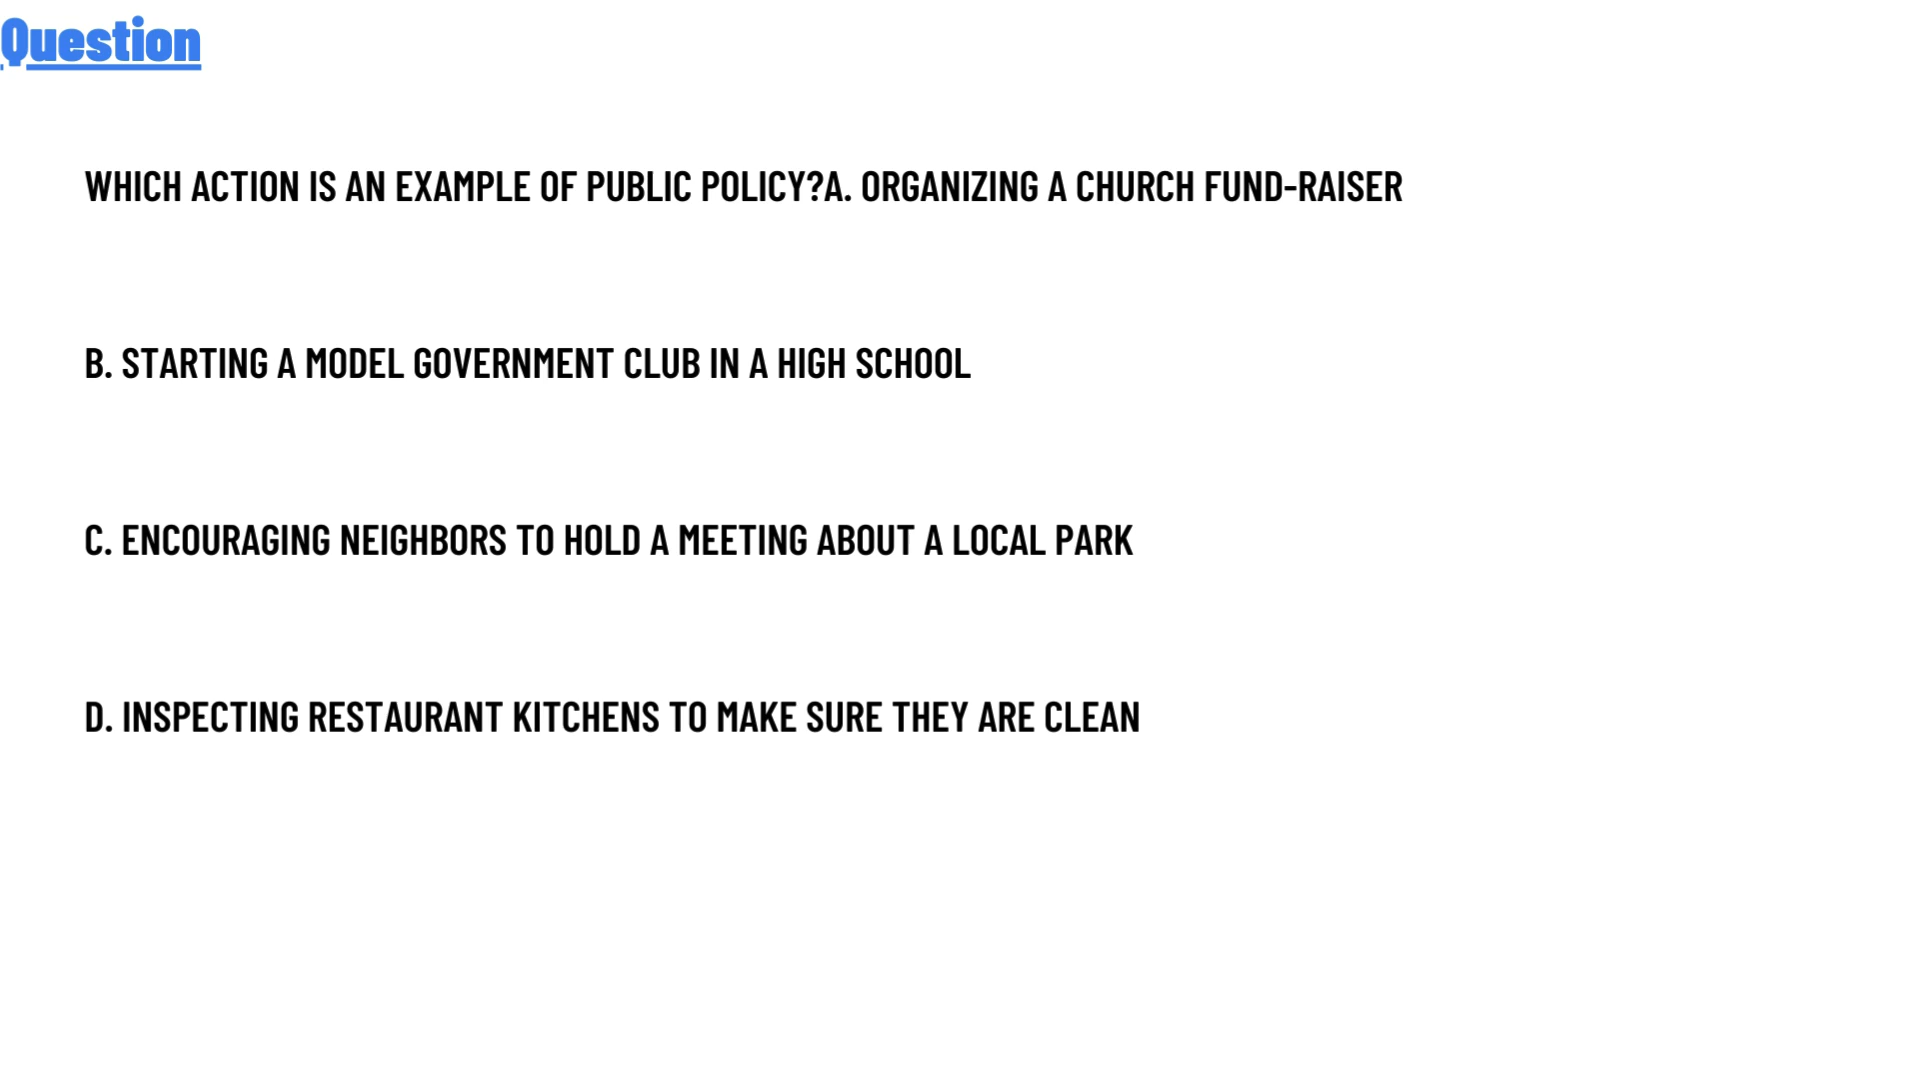 Question
WHICH ACTION IS AN EXAMPLE OF PUBLIC POLICY?A. ORGANIZING A CHURCH FUND-RAISER
B. STARTING A MODEL GOVERNMENT CLUB IN A HIGH SCHOOL
C. ENCOURAGING NEIGHBORS TO HOLD A MEETING ABOUT A LOCAL PARK
D. INSPECTING RESTAURANT KITCHENS TO MAKE SURE THEY ARE CLEAN